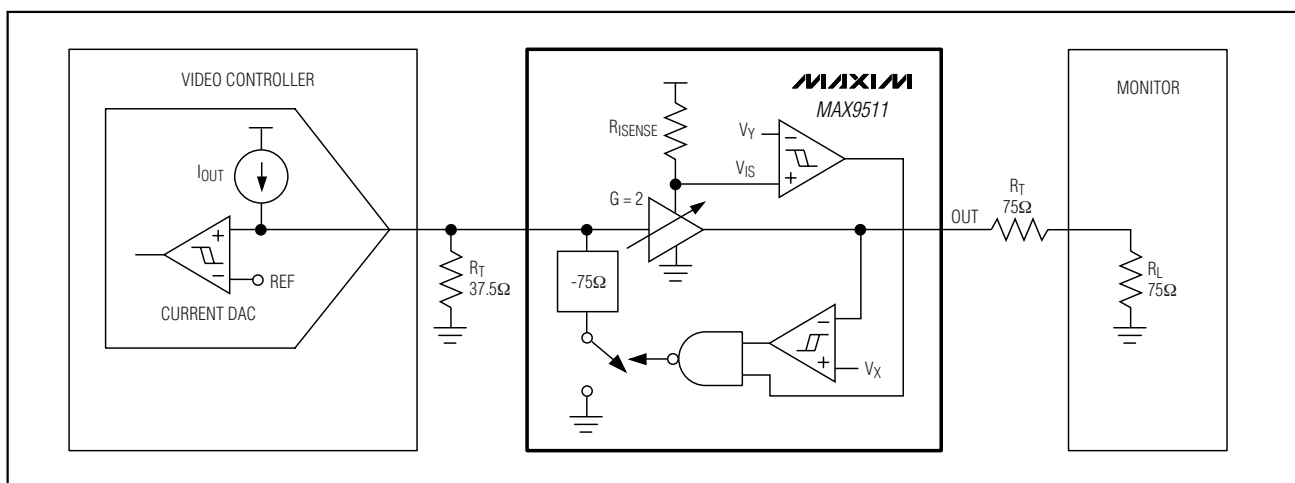 VIDEO CONTROLLER
IOUT
REF
CURRENT DAC
RT
37.5Ω
MAXIM
MAX9511
RISENSE
VY
VIS
G = 2
-75Ω
VX
OUT
RT
75Ω
MONITOR
RL
75Ω